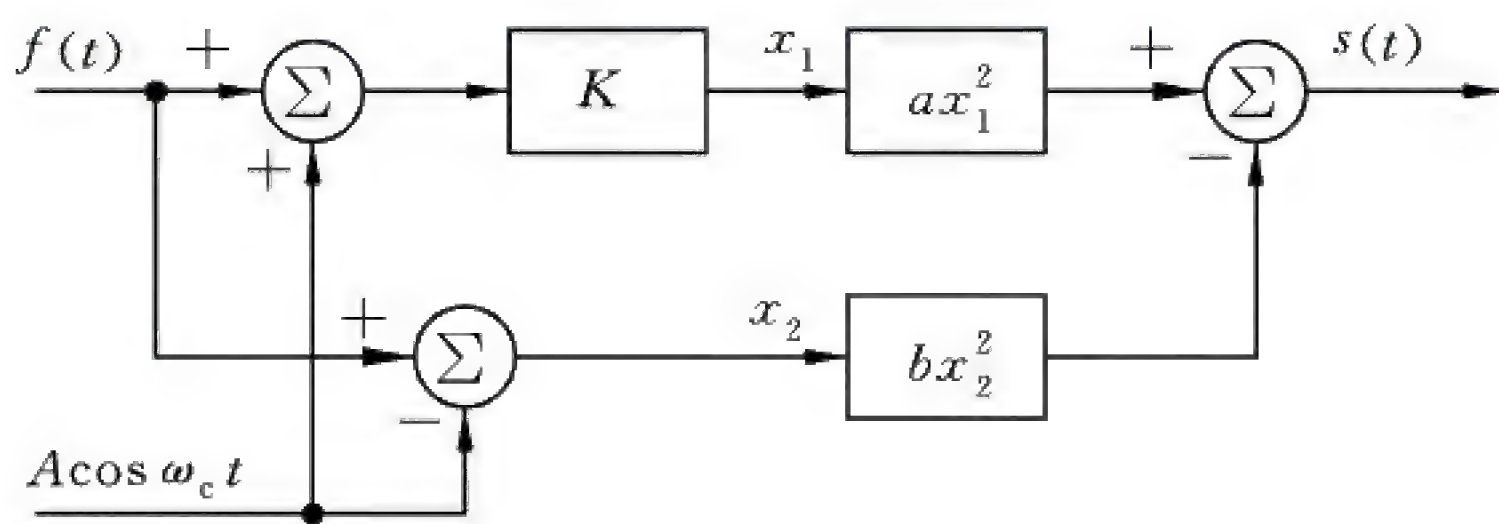 f(t) + Σ K x₁ ax₁² + Σ s(t)
+ −
+ Σ x₂ bx₂²
−
A cos ω_c t